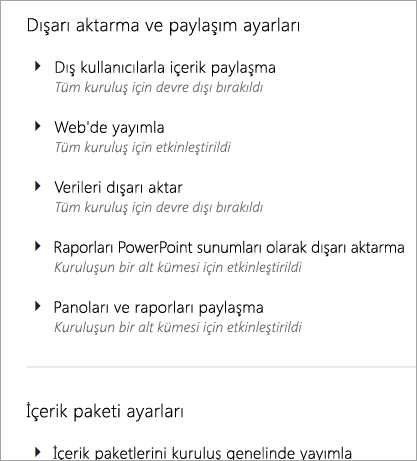 Dışarı aktarma ve paylaşım ayarları
Dış kullanıcılarla içerik paylaşma
Tüm kuruluş için devre dışı bırakıldı
Web'de yayımla
Tüm kuruluş için etkinleştirildi
Verileri dışarı aktar
Tüm kuruluş için devre dışı bırakıldı
Raporları PowerPoint sunumları olarak dışarı aktarma
Kuruluşun bir alt kümesi için etkinleştirildi
Panoları ve raporları paylaşma
Kuruluşun bir alt kümesi için etkinleştirildi
İçerik paketi ayarları
İçerik paketlerini kuruluş genelinde yayımla